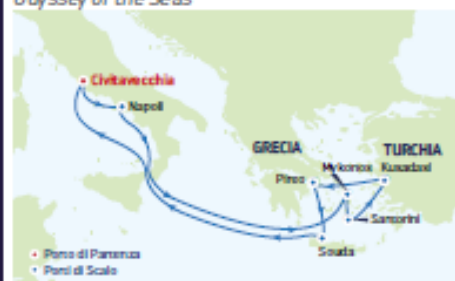 Odyssey of the Seas
Civitavecchia
Napoli
GRECIA
TURCHIA
Mykonos
Kusadasi
Pireo
Santorini
Souda
Porto di Partenza
Porti di Scalo